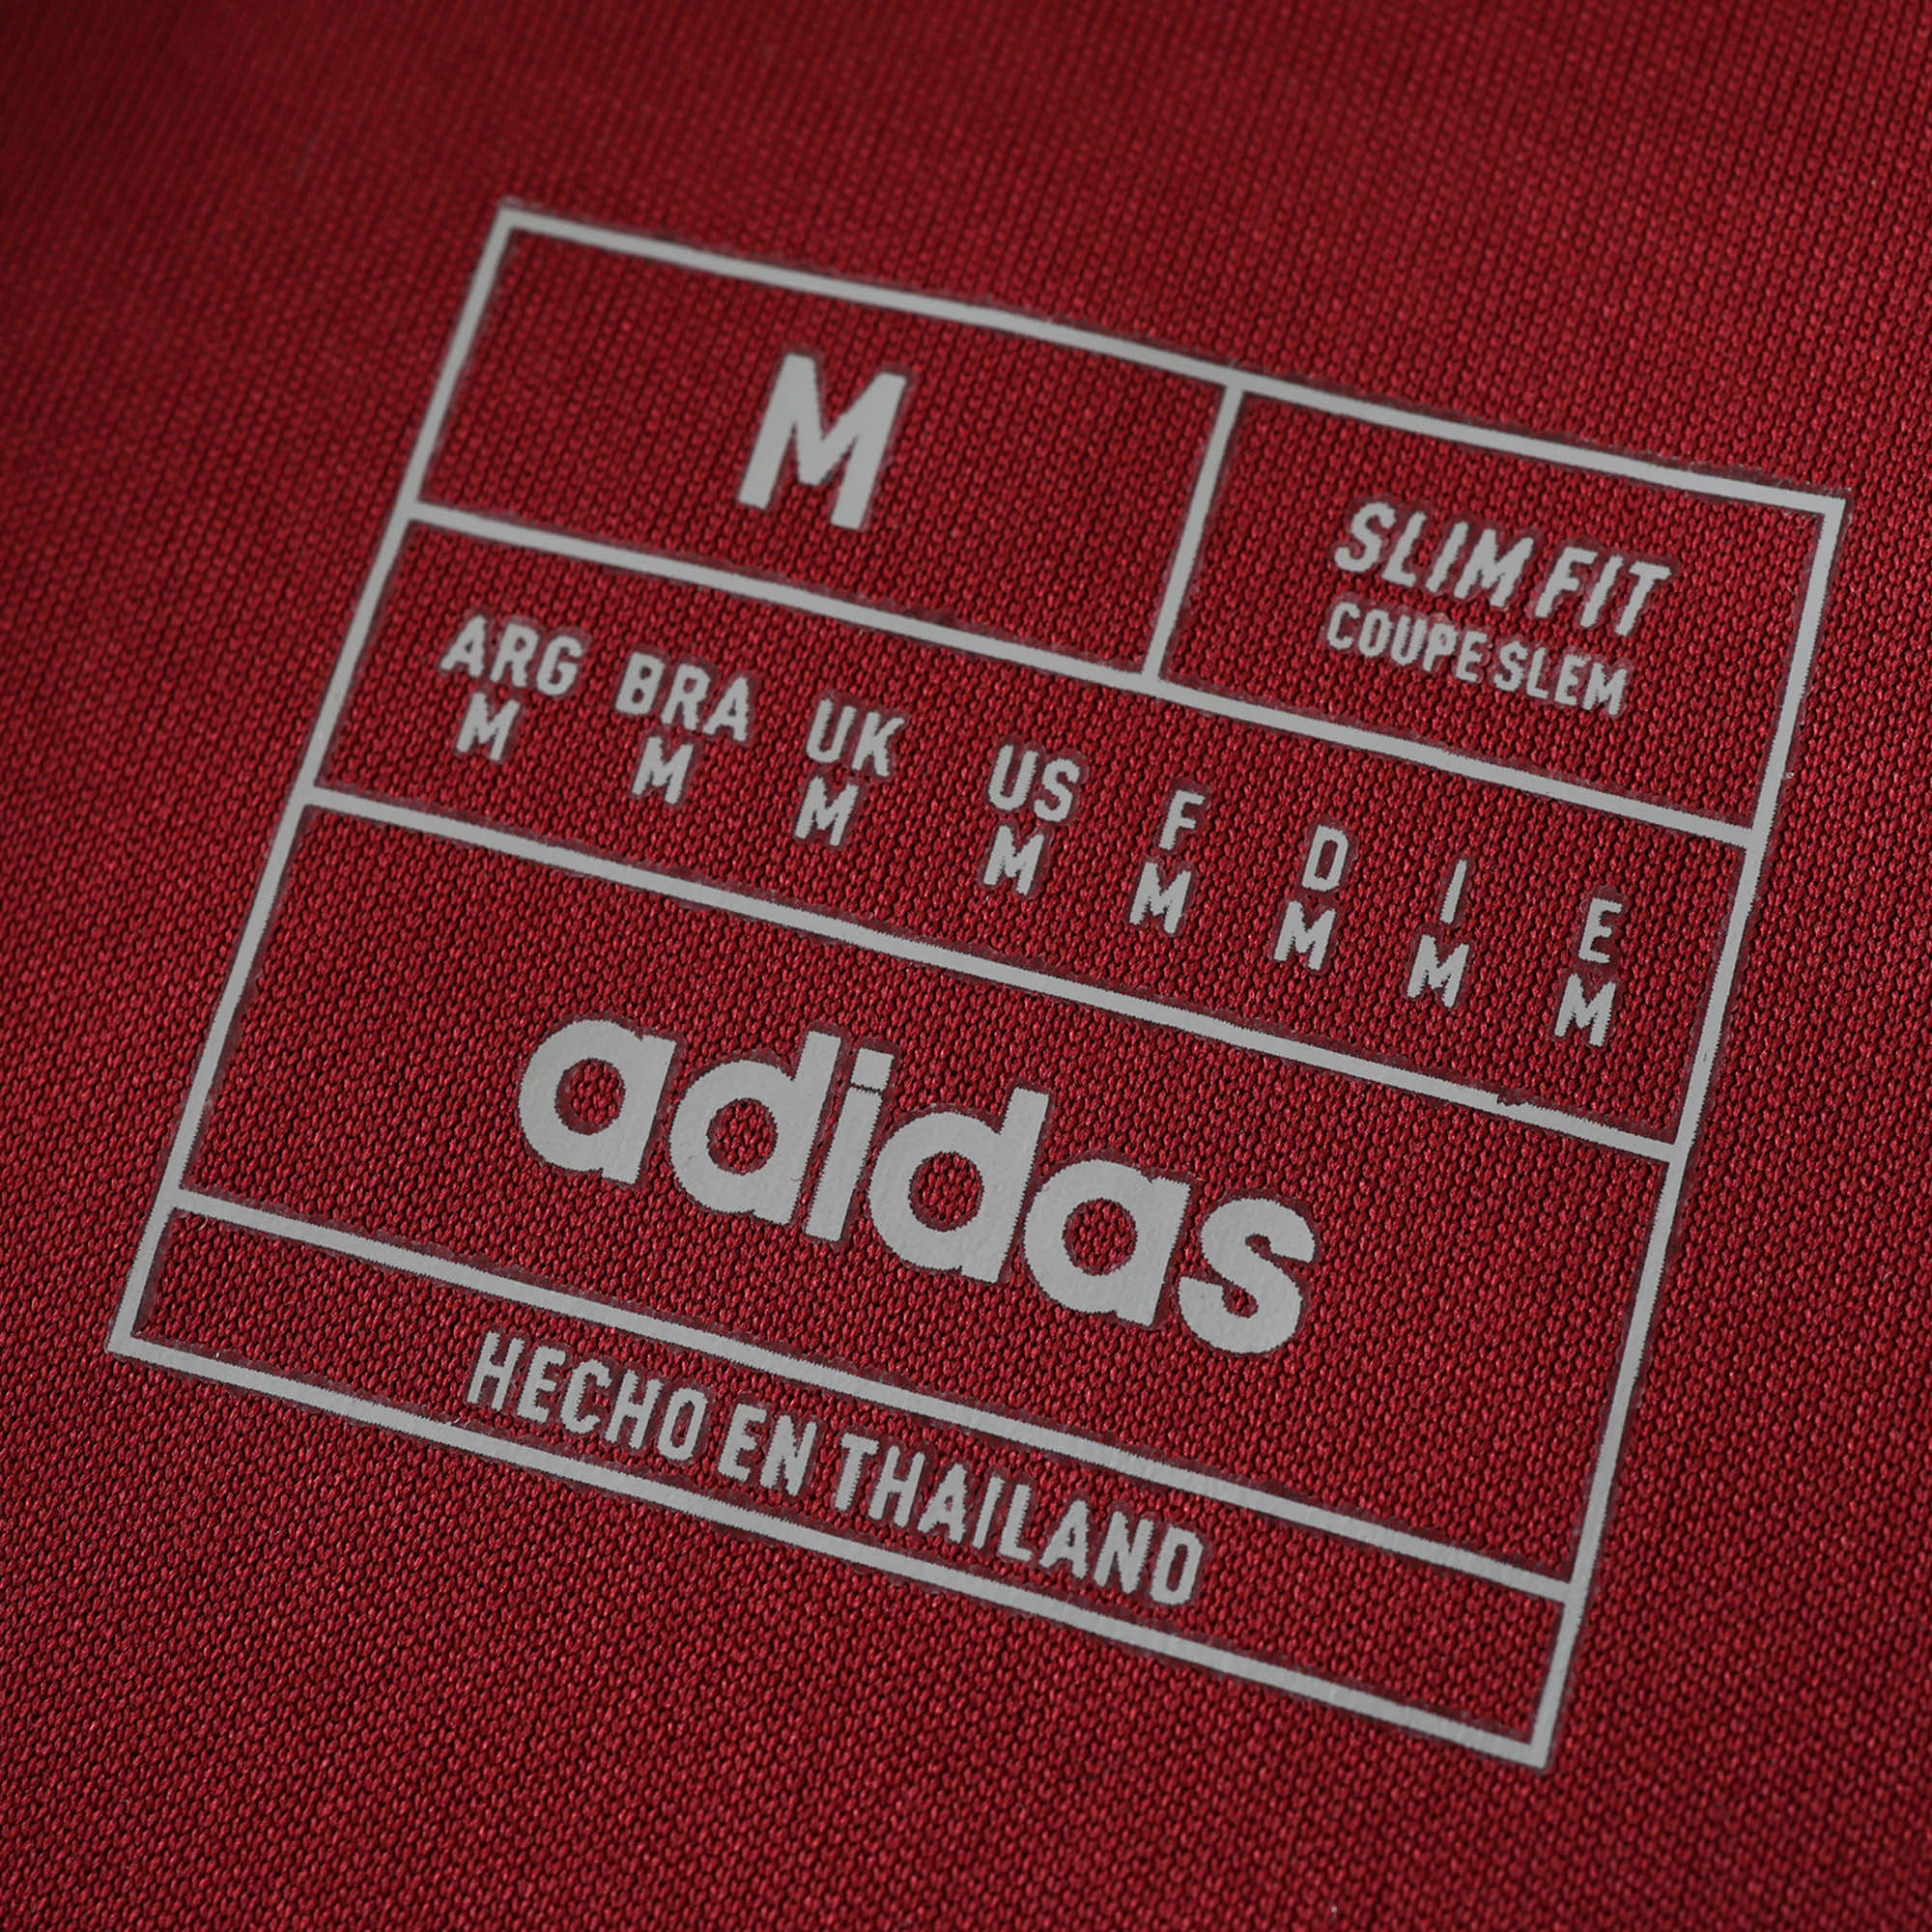 M
SLIM FIT
COUPE SLEM
ARG BRA UK US F D I E
M M M M M M M M
adidas
HECHO EN THAILAND